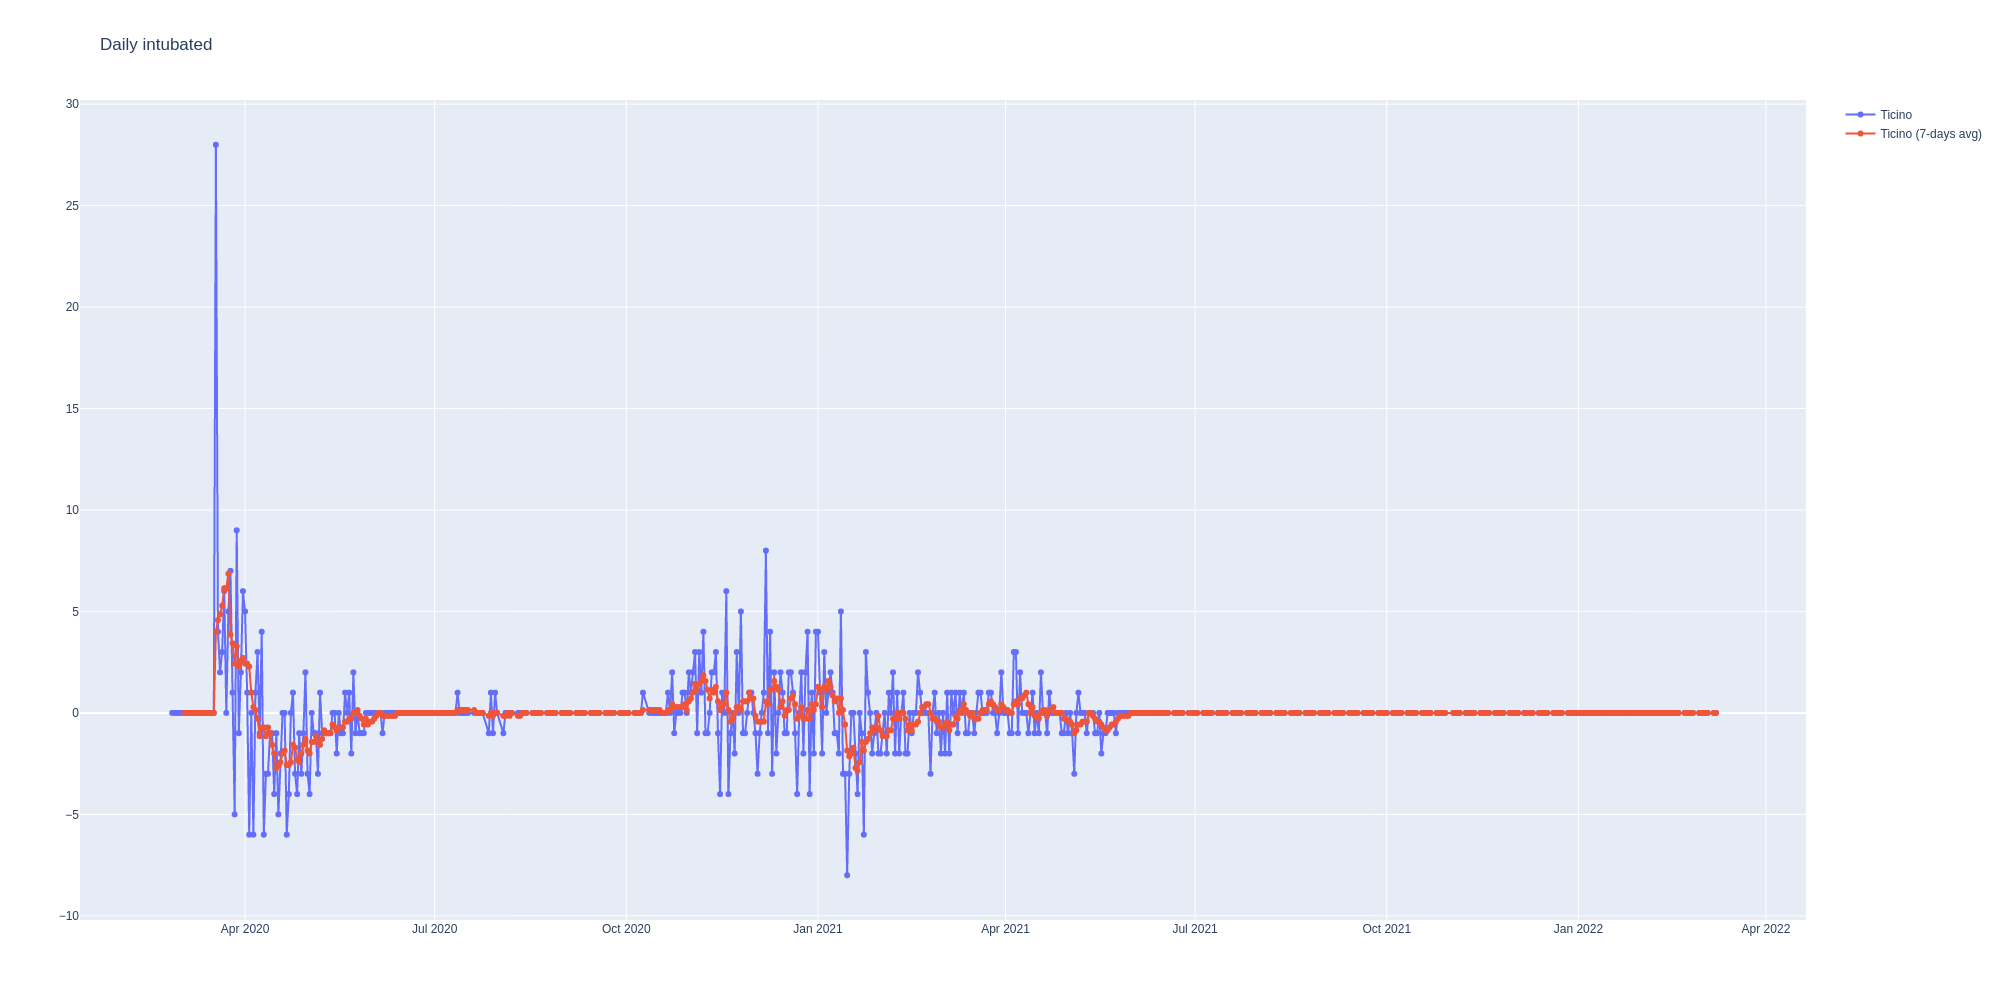 Daily intubated
30
25
20
15
10
5
0
−5
−10
Apr 2020
Jul 2020
Oct 2020
Jan 2021
Apr 2021
Jul 2021
Oct 2021
Jan 2022
Apr 2022
Ticino
Ticino (7-days avg)